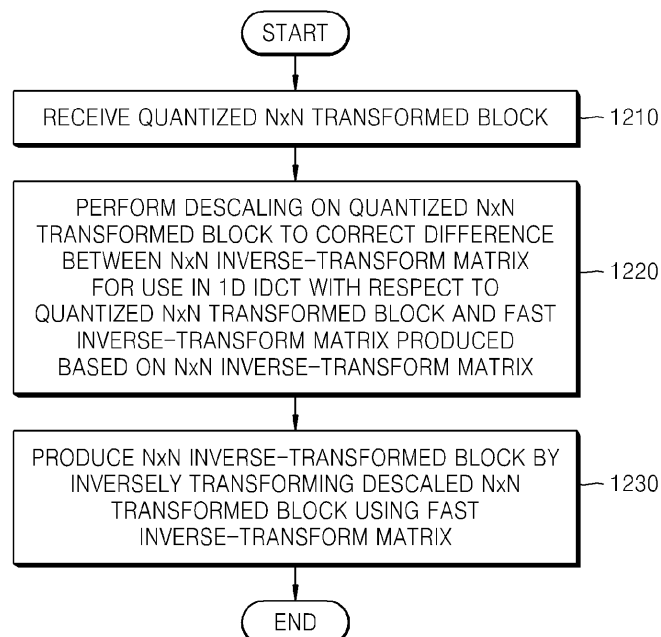 START
RECEIVE QUANTIZED NxN TRANSFORMED BLOCK
1210
PERFORM DESCALING ON QUANTIZED NxN
TRANSFORMED BLOCK TO CORRECT DIFFERENCE
BETWEEN NxN INVERSE-TRANSFORM MATRIX
FOR USE IN 1D IDCT WITH RESPECT TO
QUANTIZED NxN TRANSFORMED BLOCK AND FAST
INVERSE-TRANSFORM MATRIX PRODUCED
BASED ON NxN INVERSE-TRANSFORM MATRIX
1220
PRODUCE NxN INVERSE-TRANSFORMED BLOCK BY
INVERSELY TRANSFORMING DESCALED NxN
TRANSFORMED BLOCK USING FAST
INVERSE-TRANSFORM MATRIX
1230
END